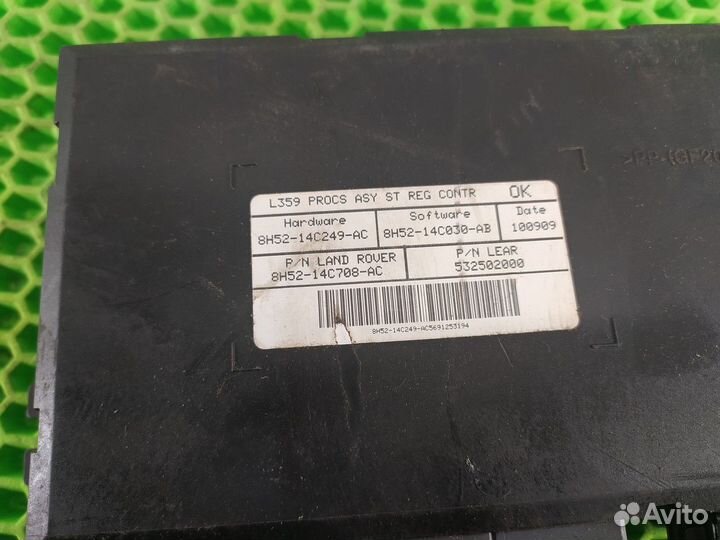 L359 PROCS ASY ST REG CONTR OK
Hardware Software Date
8H52-14C249-AC 8H52-14C030-AB 100909
P/N LAND ROVER P/N LEAR
8H52-14C708-AC 532502000
8H52-14C249-AC5691253194
Avito